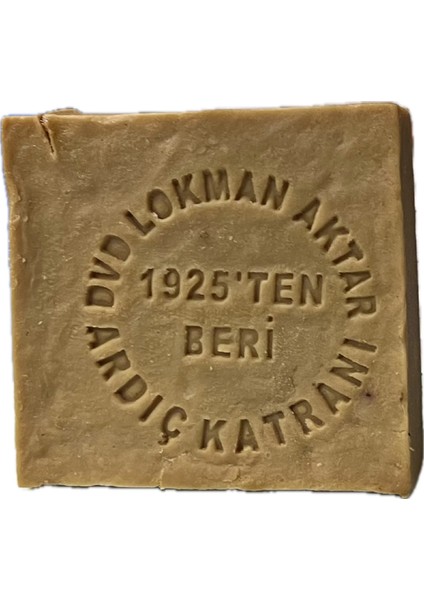 DVD LOKMAN AKTAR
1925'TEN
BERİ
ARDIÇ KATRANI